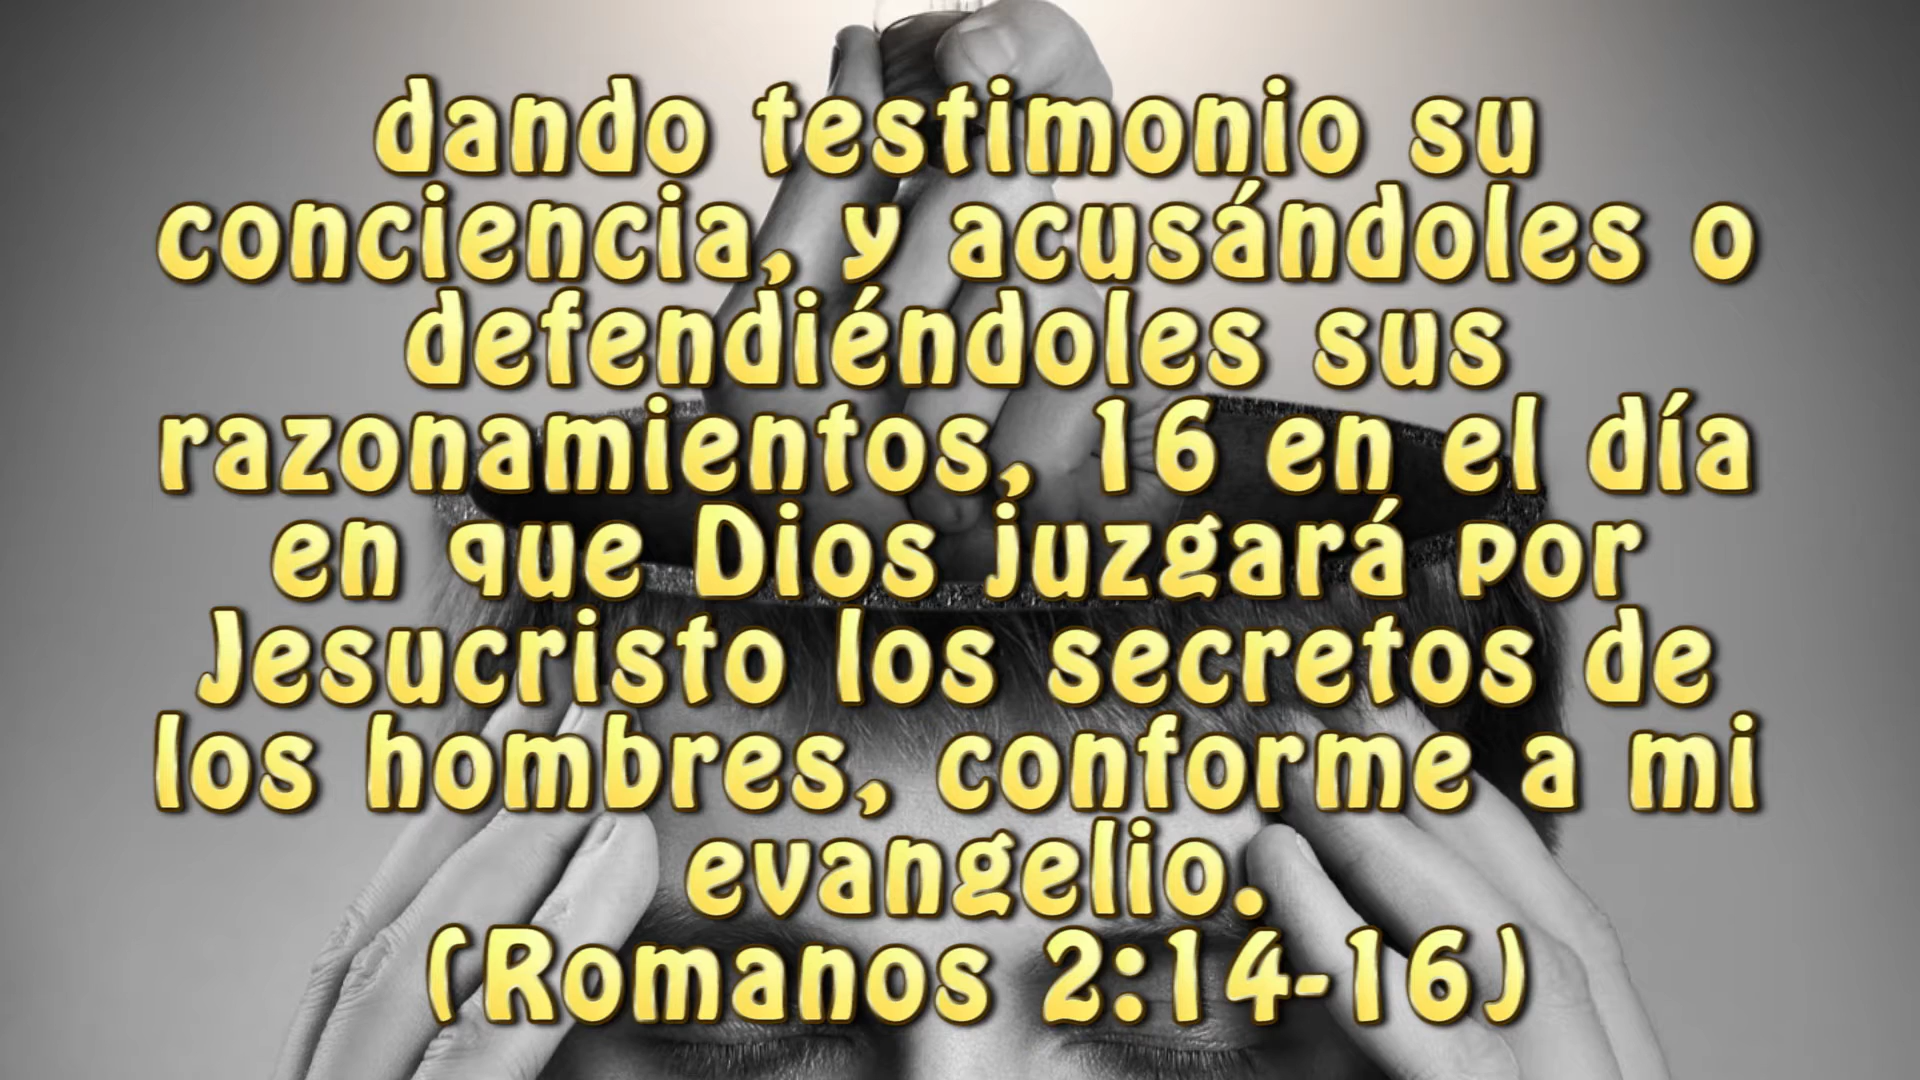 dando testimonio su
conciencia, y acusándoles o
defendiéndoles sus
razonamientos, 16 en el día
en que Dios juzgará por
Jesucristo los secretos de
los hombres, conforme a mi
evangelio.
(Romanos 2:14-16)